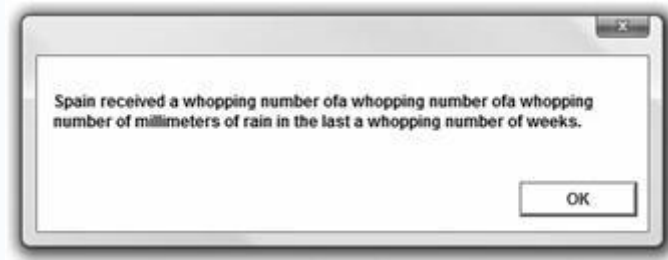 Spain received a whopping number ofa whopping number ofa whopping
number of millimeters of rain in the last a whopping number of weeks.
OK